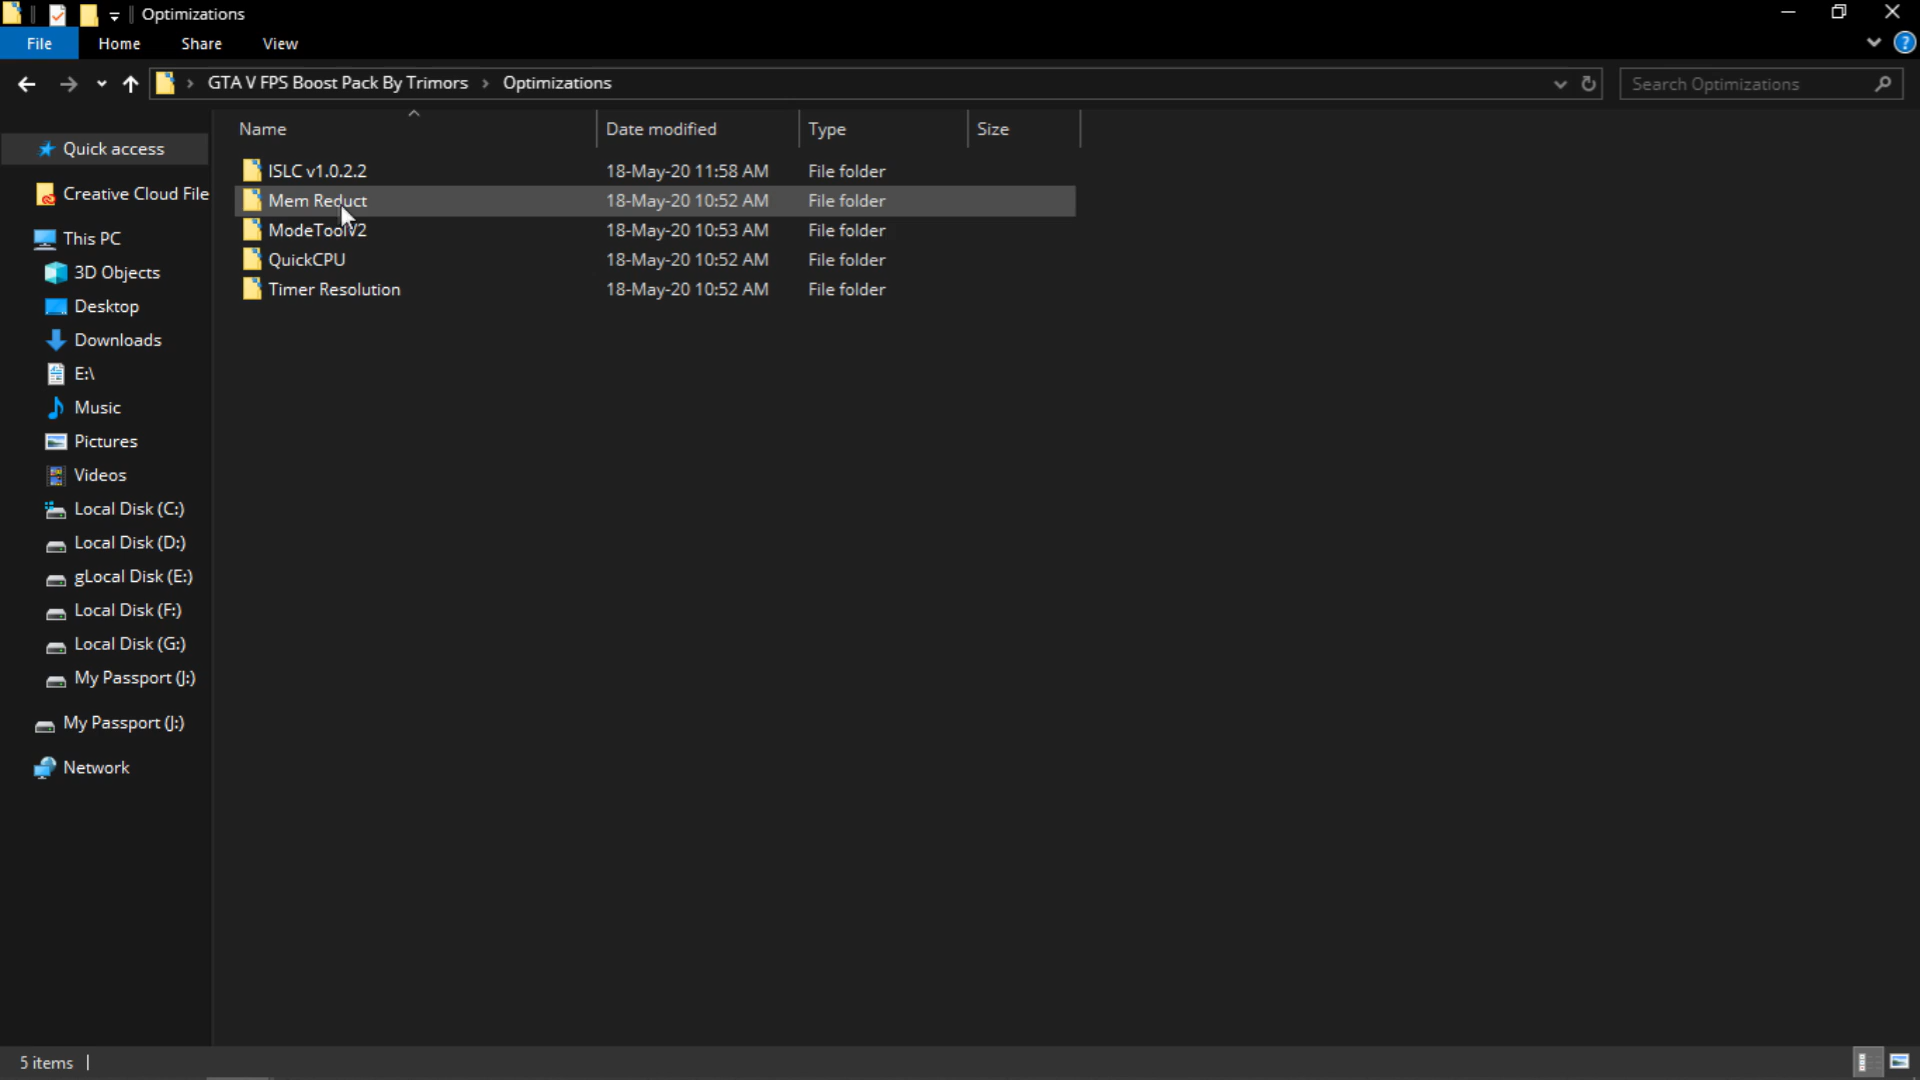 Optimizations
File Home Share View
GTA V FPS Boost Pack By Trimors Optimizations Search Optimizations
Name Date modified Type Size
Quick access
Creative Cloud File
This PC
3D Objects
Desktop
Downloads
E:\
Music
Pictures
Videos
Local Disk (C:)
Local Disk (D:)
gLocal Disk (E:)
Local Disk (F:)
Local Disk (G:)
My Passport (J:)
My Passport (J:)
Network
ISLC v1.0.2.2 18-May-20 11:58 AM File folder
Mem Reduct 18-May-20 10:52 AM File folder
ModeToolV2 18-May-20 10:53 AM File folder
QuickCPU 18-May-20 10:52 AM File folder
Timer Resolution 18-May-20 10:52 AM File folder
5 items